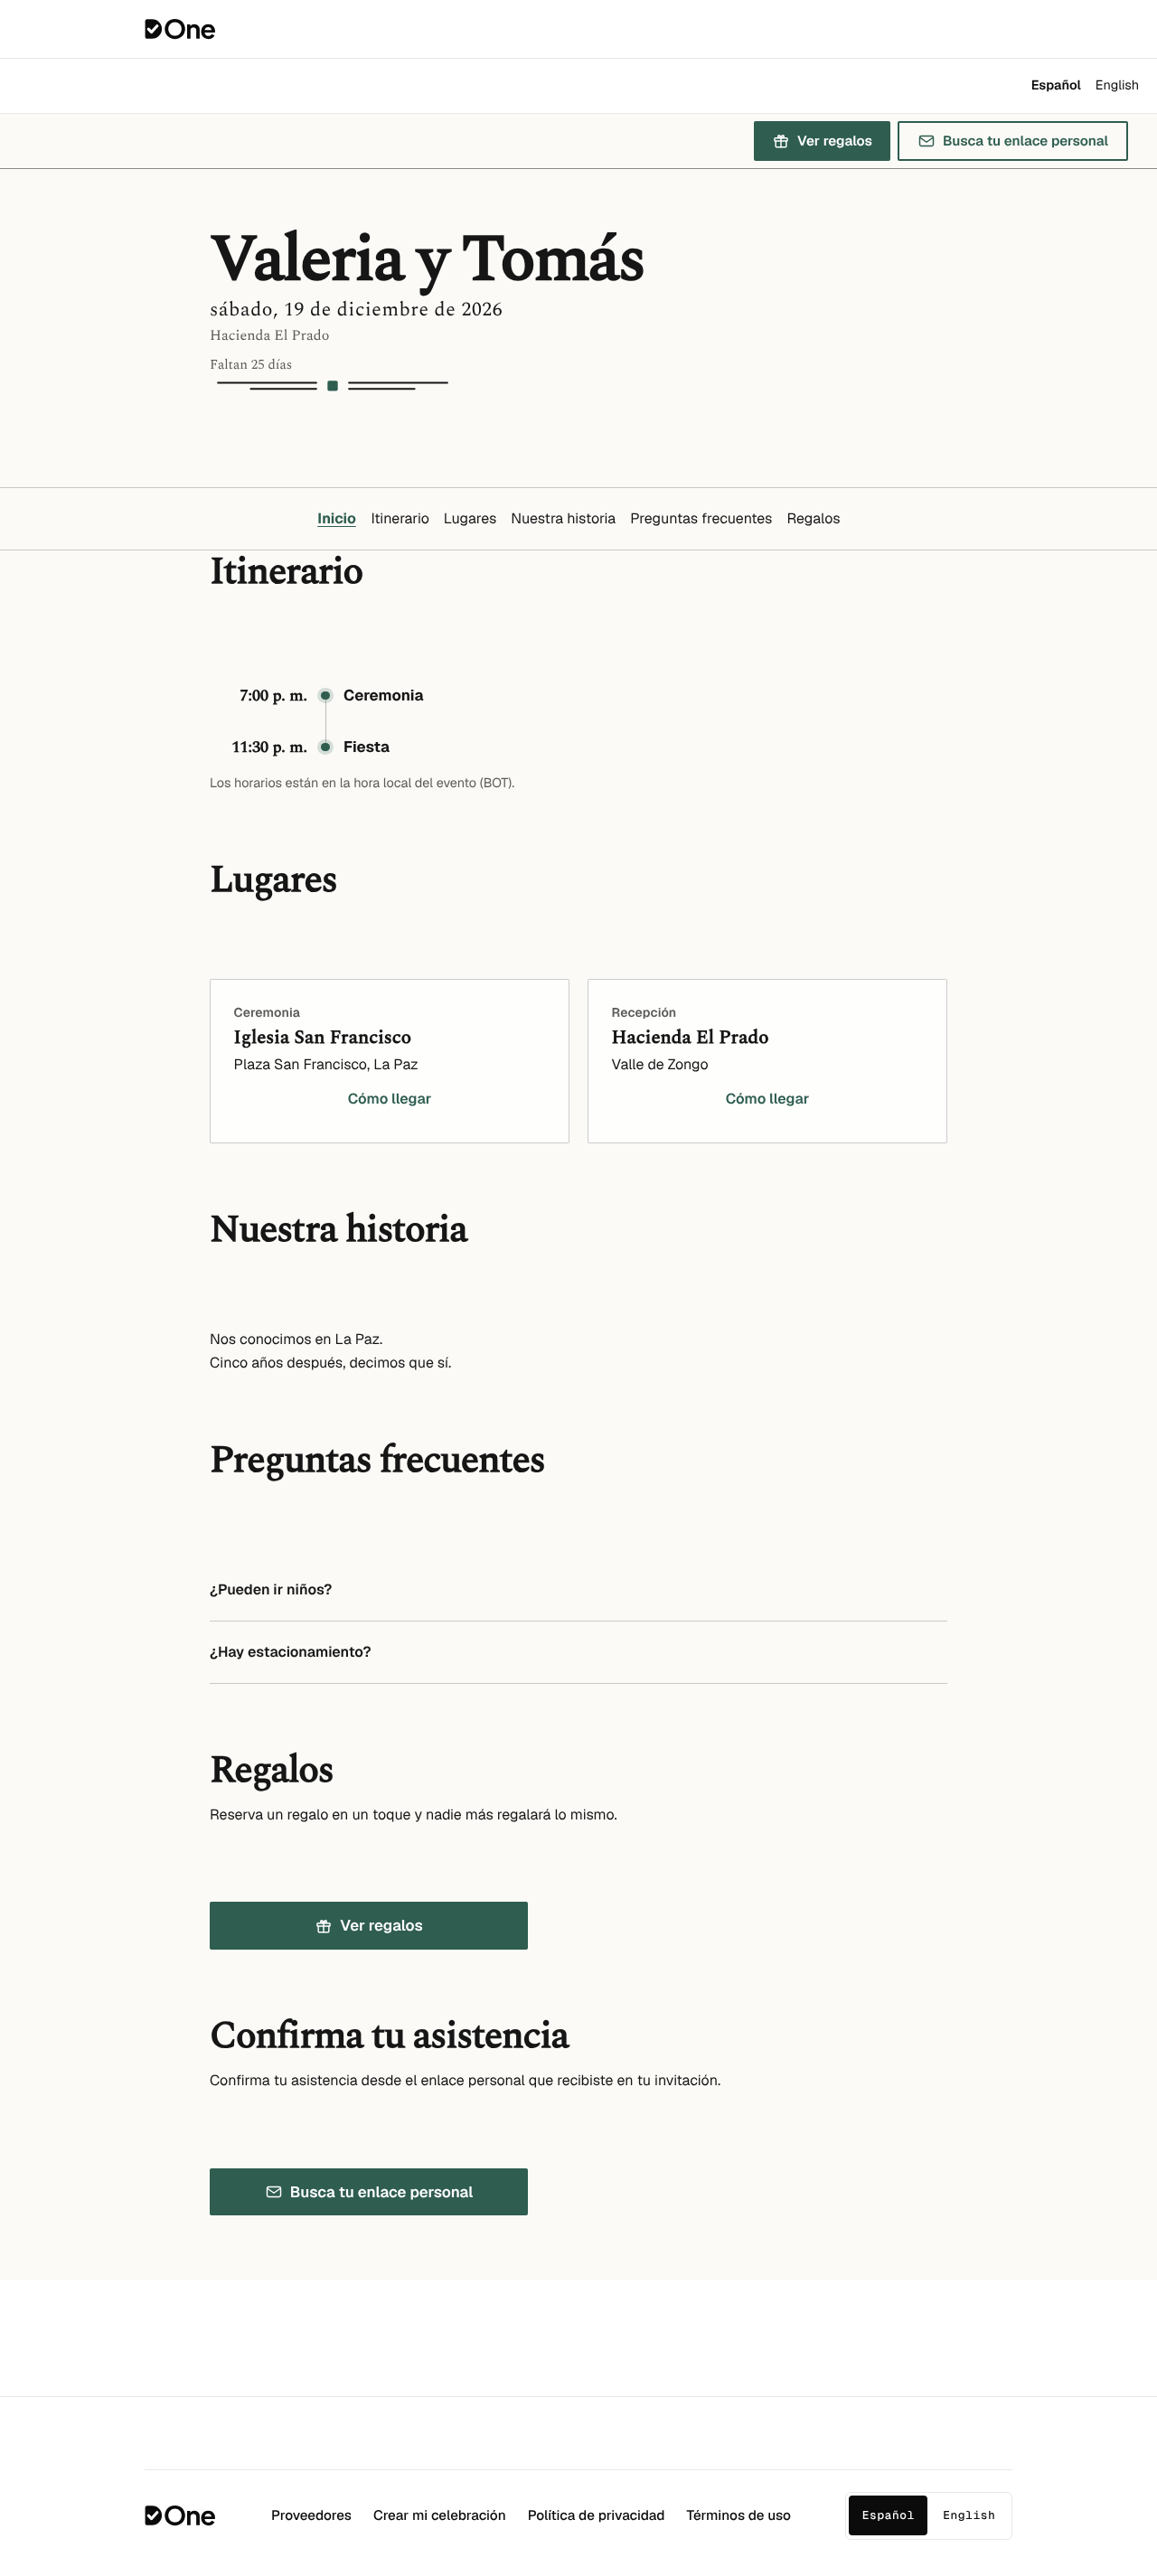 DOne
Español English
Ver regalos Busca tu enlace personal
Valeria y Tomás
sábado, 19 de diciembre de 2026
Hacienda El Prado
Faltan 25 días
Inicio Itinerario Lugares Nuestra historia Preguntas frecuentes Regalos
Itinerario
7:00 p. m. Ceremonia
11:30 p. m. Fiesta
Los horarios están en la hora local del evento (BOT).
Lugares
Ceremonia
Iglesia San Francisco
Plaza San Francisco, La Paz
Cómo llegar
Recepción
Hacienda El Prado
Valle de Zongo
Cómo llegar
Nuestra historia
Nos conocimos en La Paz.
Cinco años después, decimos que sí.
Preguntas frecuentes
¿Pueden ir niños?
¿Hay estacionamiento?
Regalos
Reserva un regalo en un toque y nadie más regalará lo mismo.
Ver regalos
Confirma tu asistencia
Confirma tu asistencia desde el enlace personal que recibiste en tu invitación.
Busca tu enlace personal
DOne Proveedores Crear mi celebración Política de privacidad Términos de uso Español English